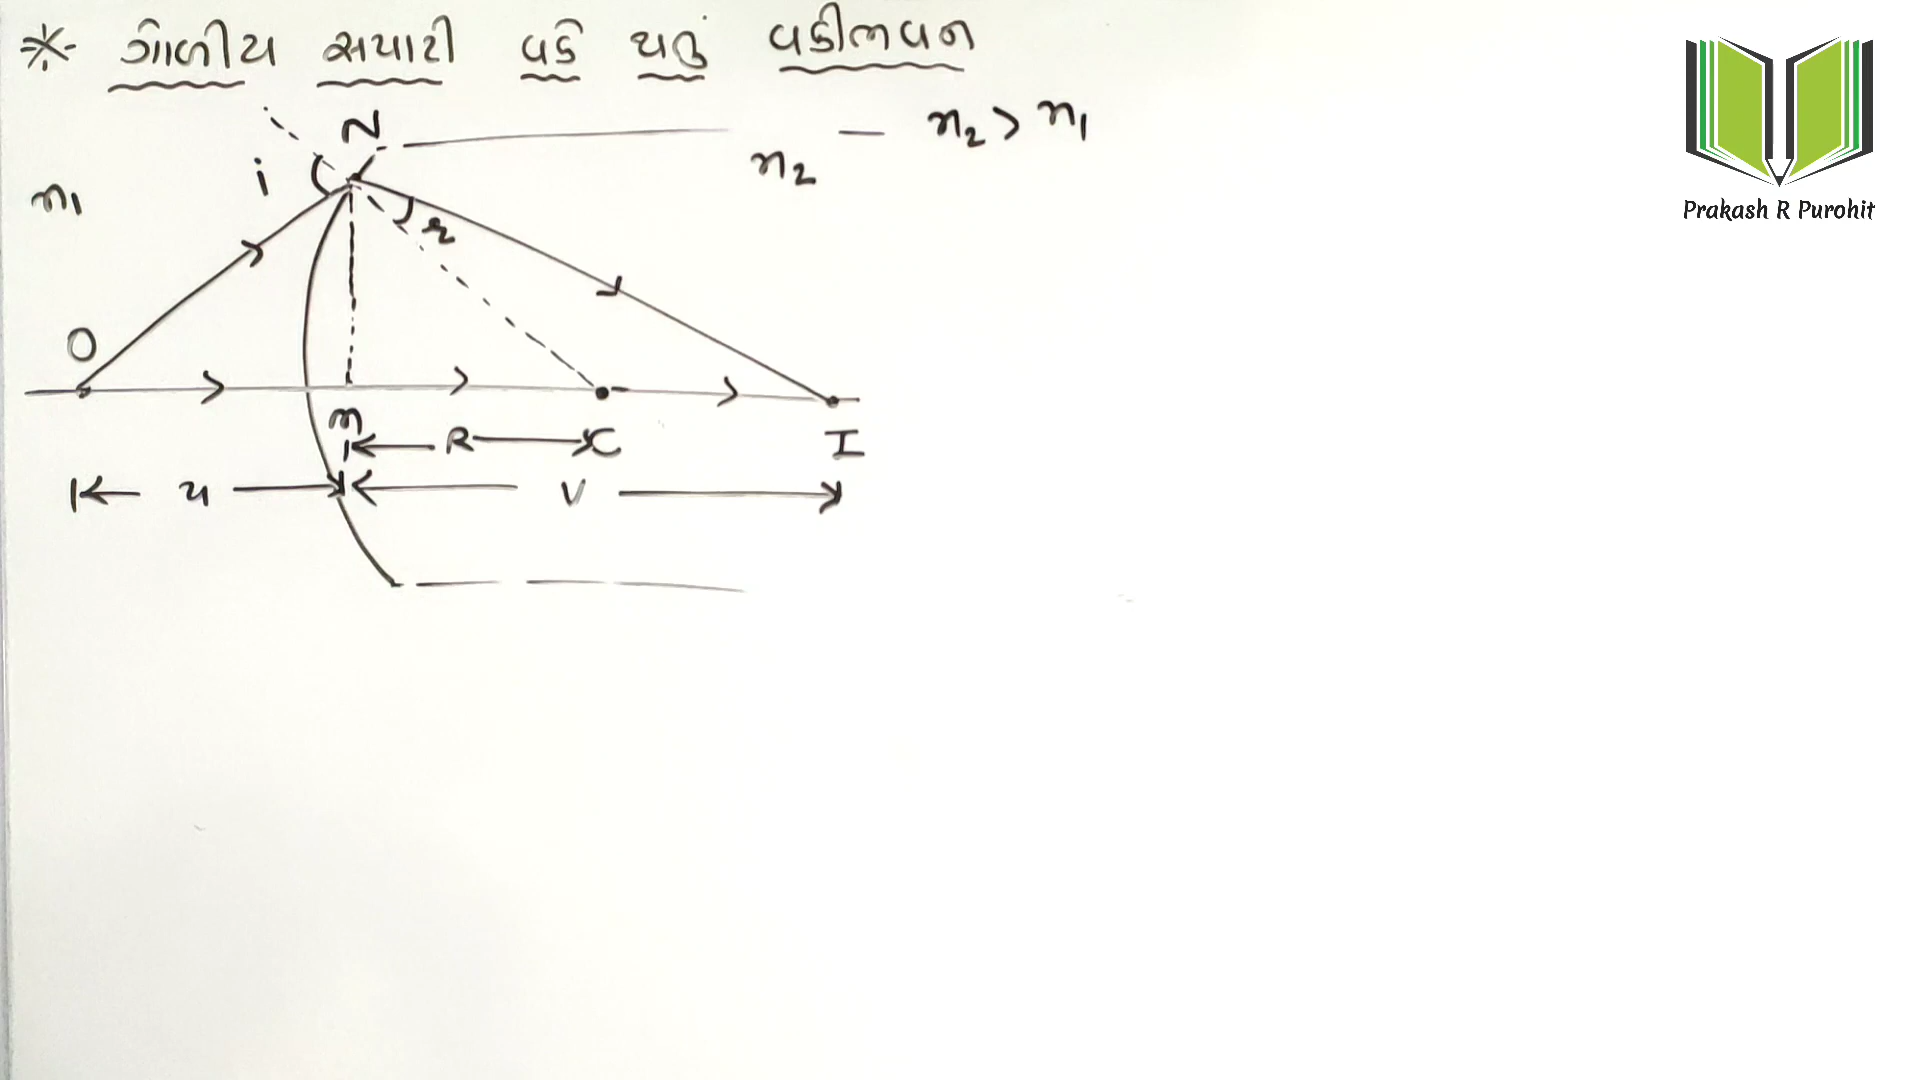 * ગોળીય સપાટી વડે થતું વક્રીભવન
N
n₂ - n₂ > n₁
i
n₁
r
O
M
R
C
I
u
v
Prakash R Purohit